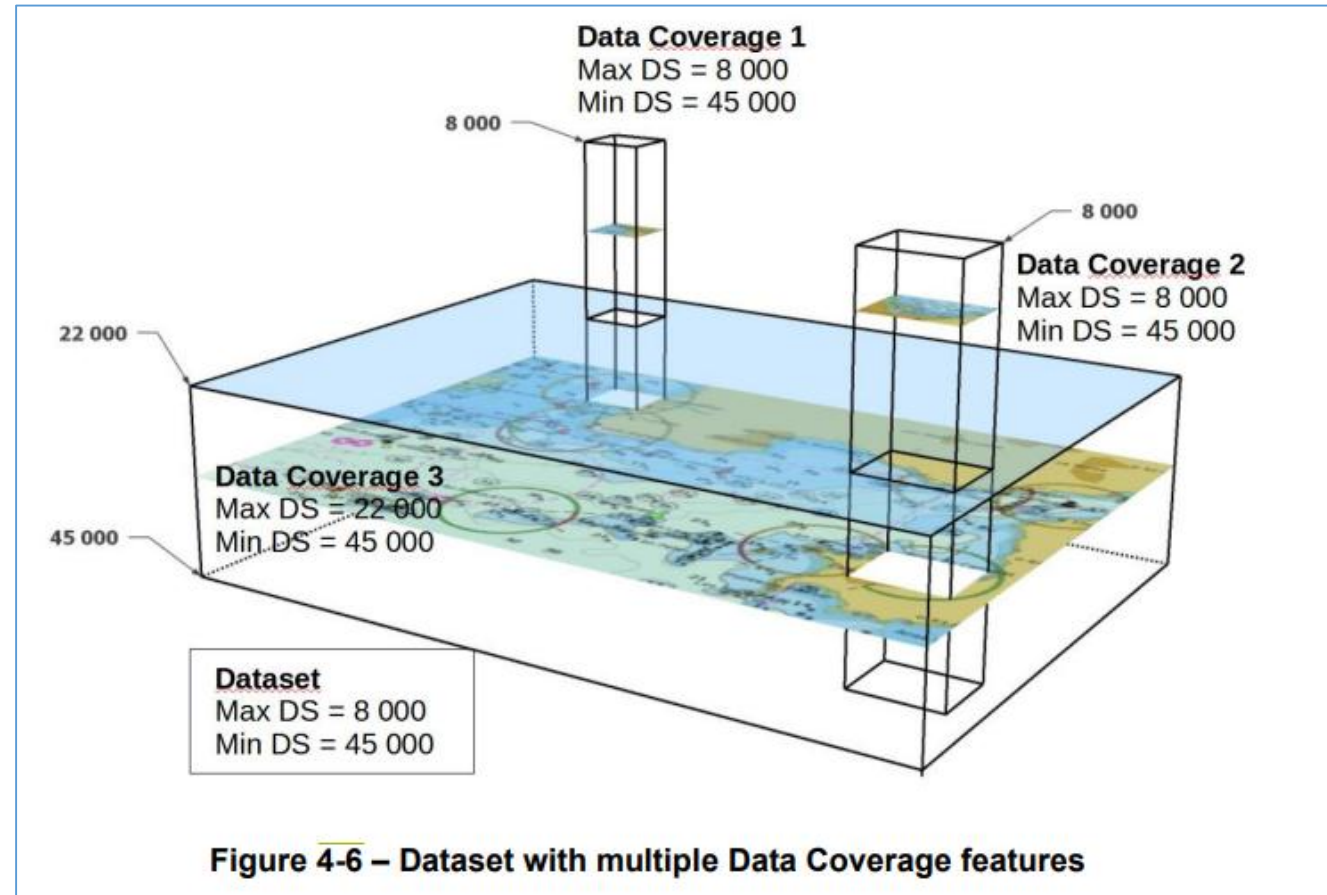 Data Coverage 1
Max DS = 8 000
Min DS = 45 000
8 000
8 000
Data Coverage 2
Max DS = 8 000
Min DS = 45 000
22 000
Data Coverage 3
Max DS = 22 000
Min DS = 45 000
45 000
Dataset
Max DS = 8 000
Min DS = 45 000
Figure 4-6 – Dataset with multiple Data Coverage features